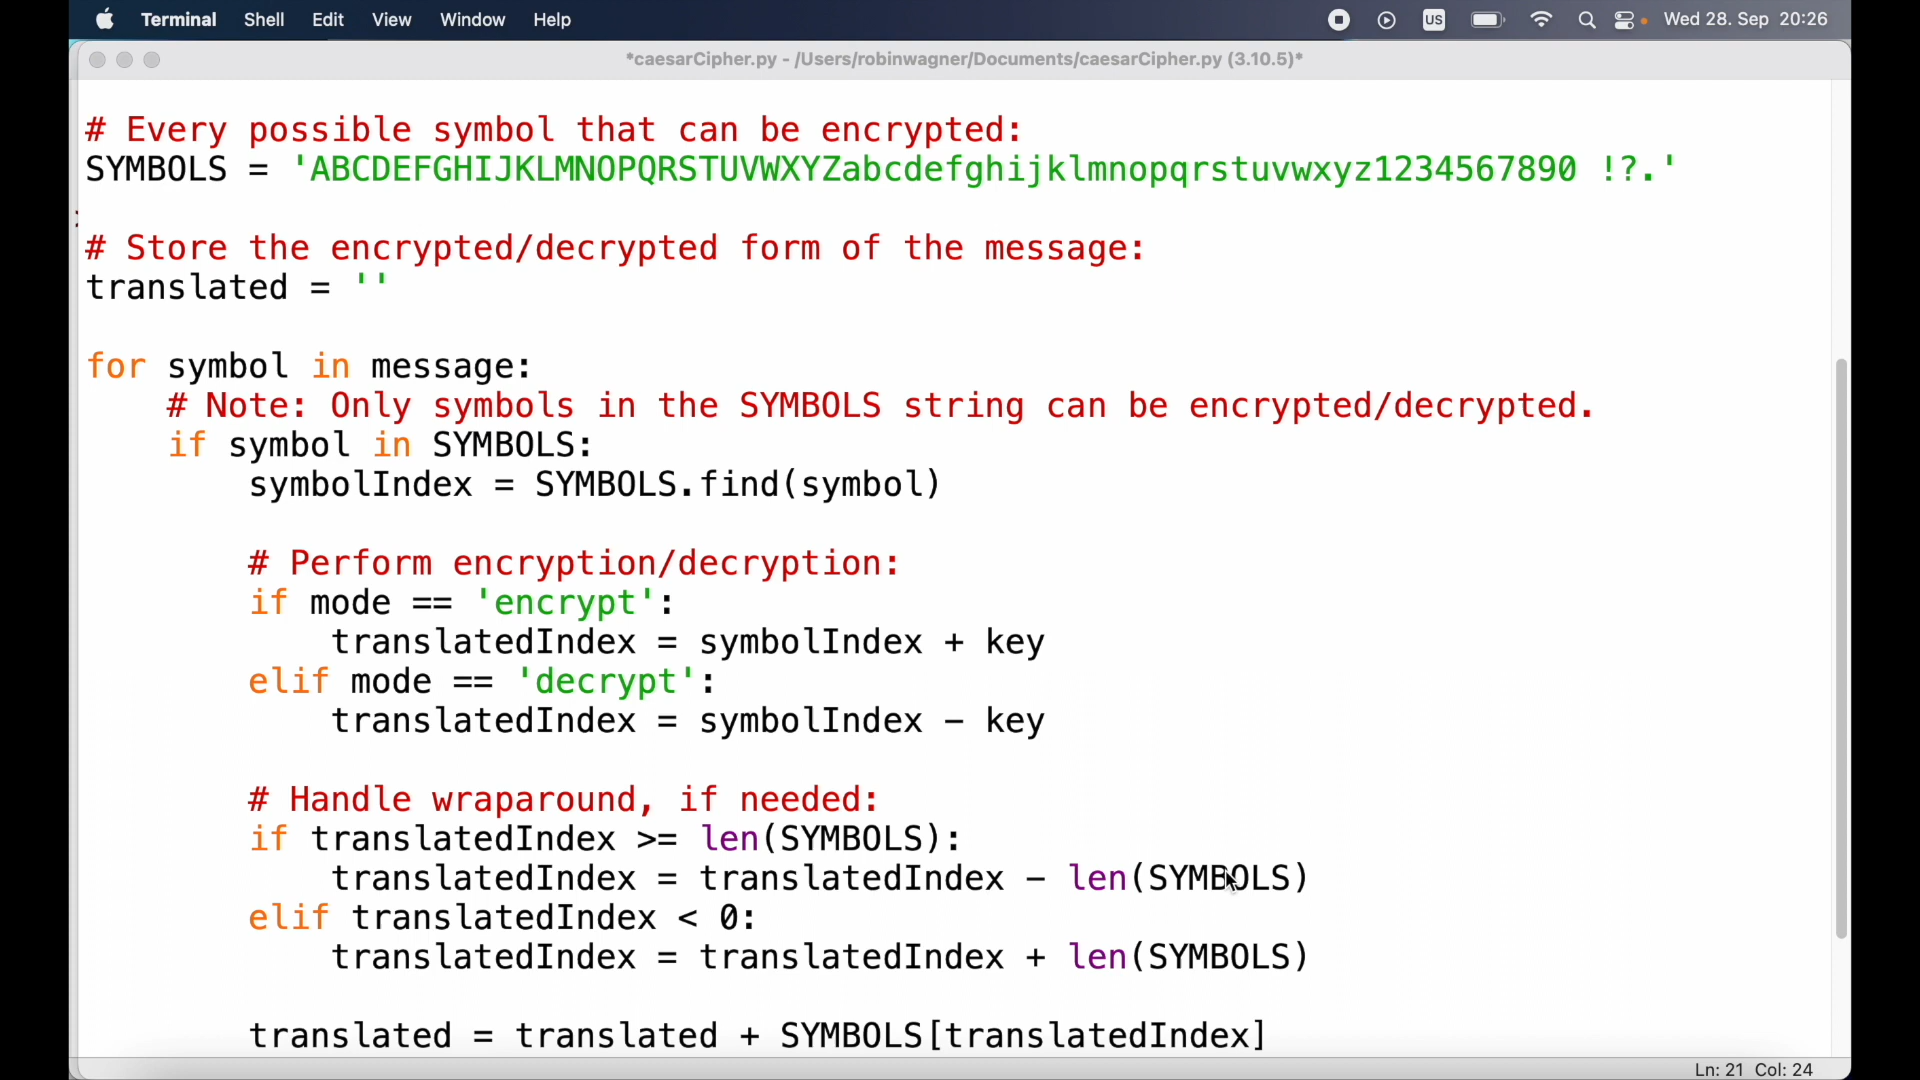 Terminal Shell Edit View Window Help US Wed 28. Sep 20:26
*caesarCipher.py - /Users/robinwagner/Documents/caesarCipher.py (3.10.5)*
# Every possible symbol that can be encrypted:
SYMBOLS = 'ABCDEFGHIJKLMNOPQRSTUVWXYZabcdefghijklmnopqrstuvwxyz1234567890 !?.'
# Store the encrypted/decrypted form of the message:
translated = ''
for symbol in message:
    # Note: Only symbols in the SYMBOLS string can be encrypted/decrypted.
    if symbol in SYMBOLS:
        symbolIndex = SYMBOLS.find(symbol)
        # Perform encryption/decryption:
        if mode == 'encrypt':
            translatedIndex = symbolIndex + key
        elif mode == 'decrypt':
            translatedIndex = symbolIndex - key
        # Handle wraparound, if needed:
        if translatedIndex >= len(SYMBOLS):
            translatedIndex = translatedIndex - len(SYMBOLS)
        elif translatedIndex < 0:
            translatedIndex = translatedIndex + len(SYMBOLS)
        translated = translated + SYMBOLS[translatedIndex]
Ln: 21 Col: 24